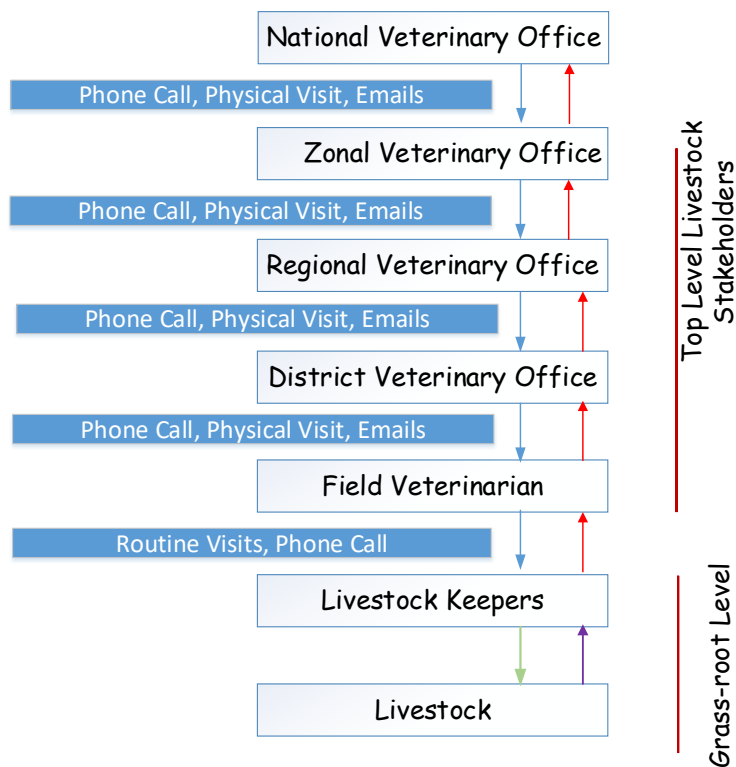 National Veterinary Office
Phone Call, Physical Visit, Emails
Zonal Veterinary Office
Phone Call, Physical Visit, Emails
Regional Veterinary Office
Phone Call, Physical Visit, Emails
District Veterinary Office
Phone Call, Physical Visit, Emails
Field Veterinarian
Routine Visits, Phone Call
Livestock Keepers
Livestock
Top Level Livestock
Stakeholders
Grass-root Level